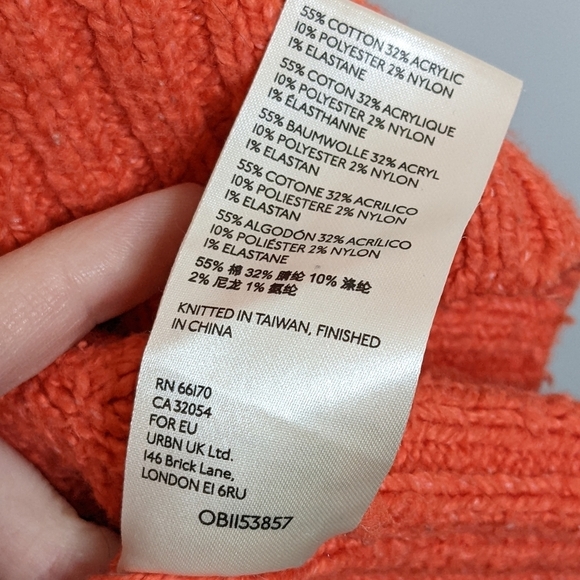 55% COTTON 32% ACRYLIC
10% POLYESTER 2% NYLON
1% ELASTANE
55% COTON 32% ACRYLIQUE
10% POLYESTER 2% NYLON
1% ÉLASTHANNE
55% BAUMWOLLE 32% ACRYL
10% POLYESTER 2% NYLON
1% ELASTAN
55% COTONE 32% ACRILICO
10% POLIESTERE 2% NYLON
1% ELASTAN
55% ALGODÓN 32% ACRÍLICO
10% POLIÉSTER 2% NYLON
1% ELASTANE
55% 棉 32% 腈纶 10% 涤纶
2% 尼龙 1% 氨纶
KNITTED IN TAIWAN, FINISHED
IN CHINA
RN 66170
CA 32054
FOR EU
URBN UK Ltd.
146 Brick Lane,
LONDON E1 6RU
OB1153857